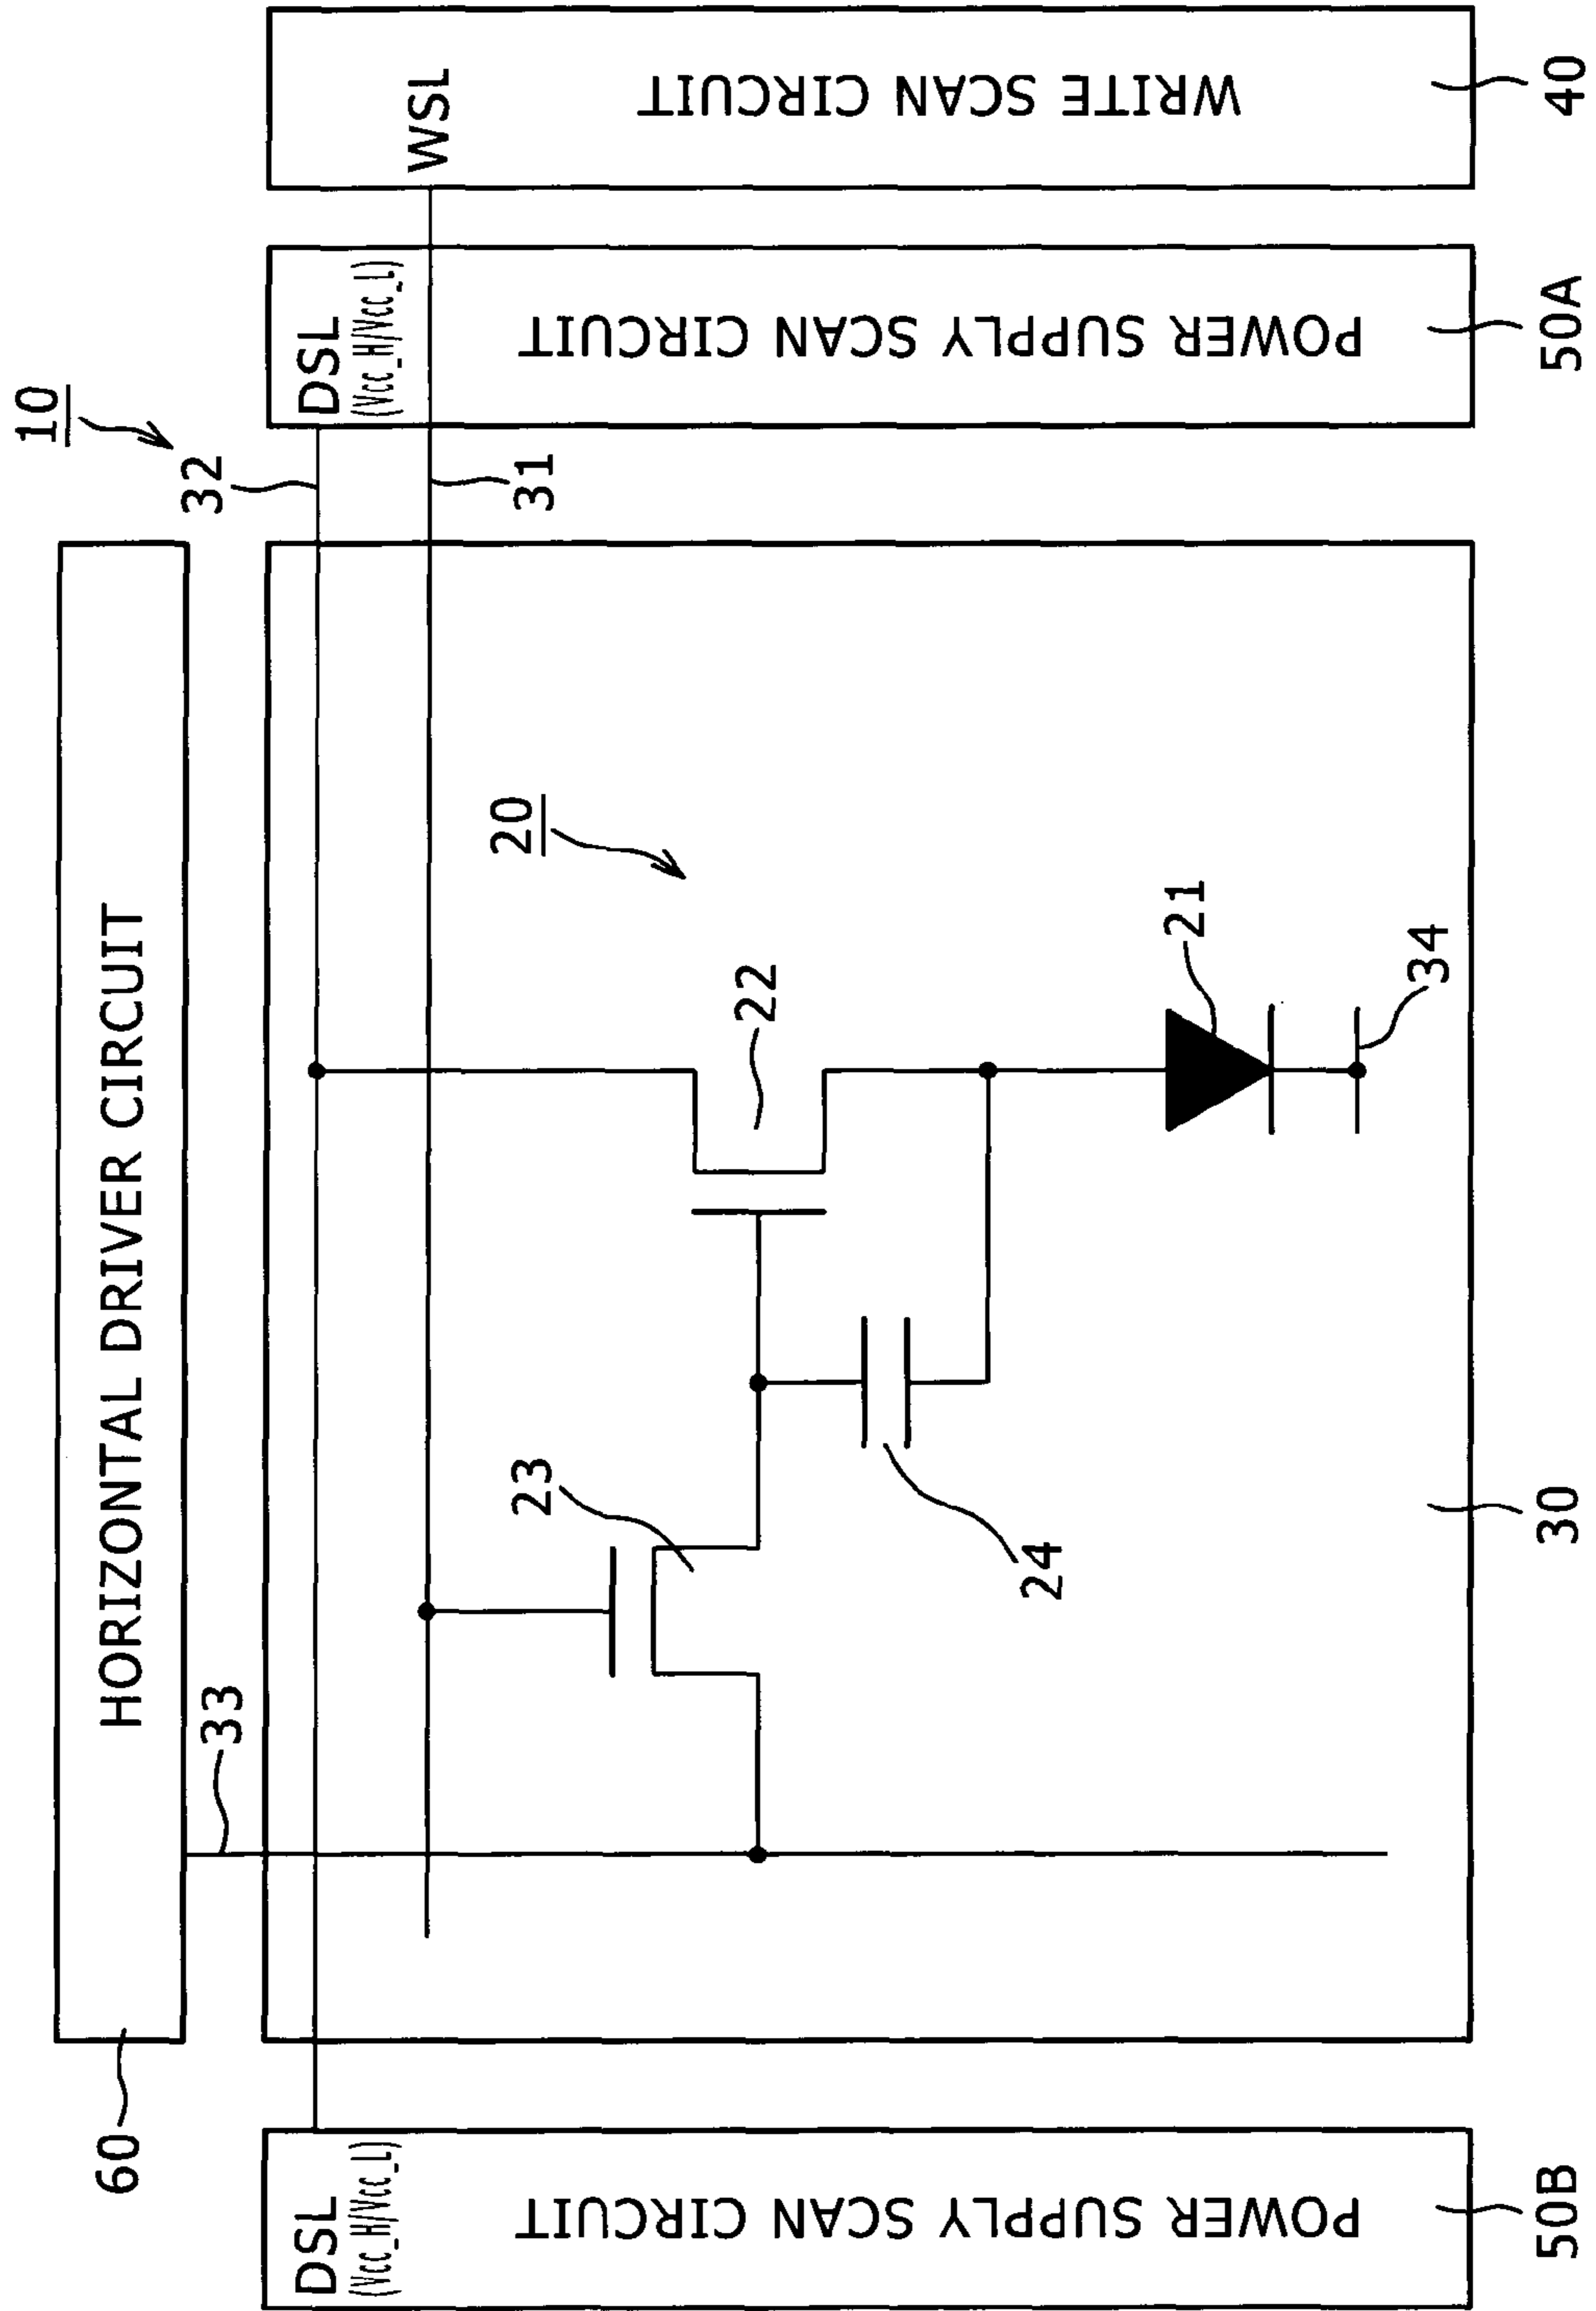 10
60
HORIZONTAL DRIVER CIRCUIT
33
32
DSL
(Vcc_H/Vcc_L)
POWER SUPPLY SCAN CIRCUIT
50B
31
DSL
(Vcc_H/Vcc_L)
POWER SUPPLY SCAN CIRCUIT
50A
WSL
WRITE SCAN CIRCUIT
40
20
23
22
24
21
34
30